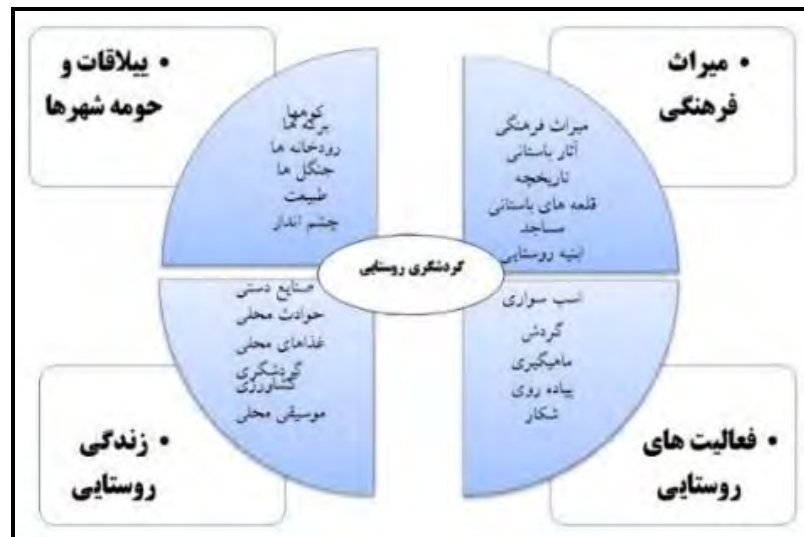 • میراث
فرهنگی
میراث فرهنگی
آثار باستانی
تاریخچه
قلعه های باستانی
مساجد
ابنیه روستایی
• ییلاقات و
حومه شهرها
کوهها
برکه ها
رودخانه ها
جنگل ها
طبیعت
چشم انداز
گردشگری روستایی
اسب سواری
گردش
ماهیگیری
پیاده روی
شکار
• فعالیت های
روستایی
صنایع دستی
حوادث محلی
غذاهای محلی
گردشگری
کشاورزی
موسیقی محلی
• زندگی
روستایی